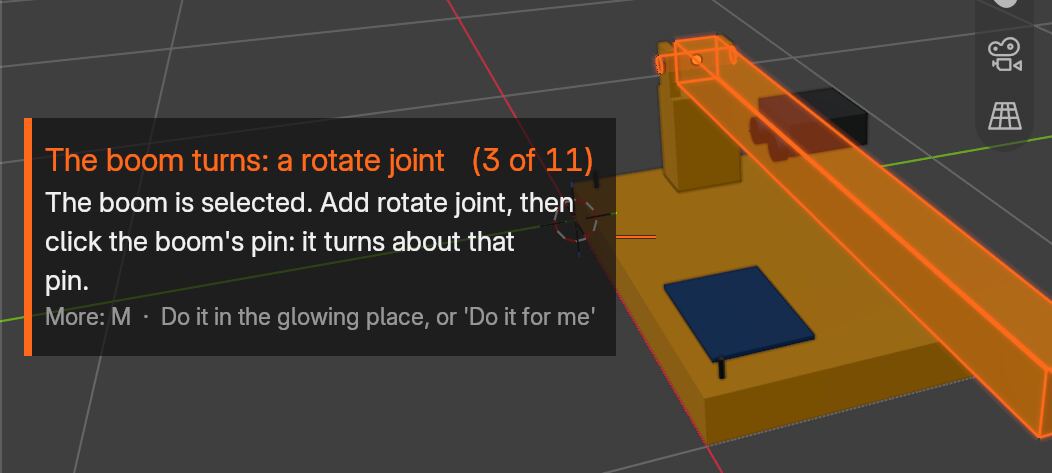 The boom turns: a rotate joint (3 of 11)
The boom is selected. Add rotate joint, then
click the boom's pin: it turns about that
pin.
More: M · Do it in the glowing place, or 'Do it for me'